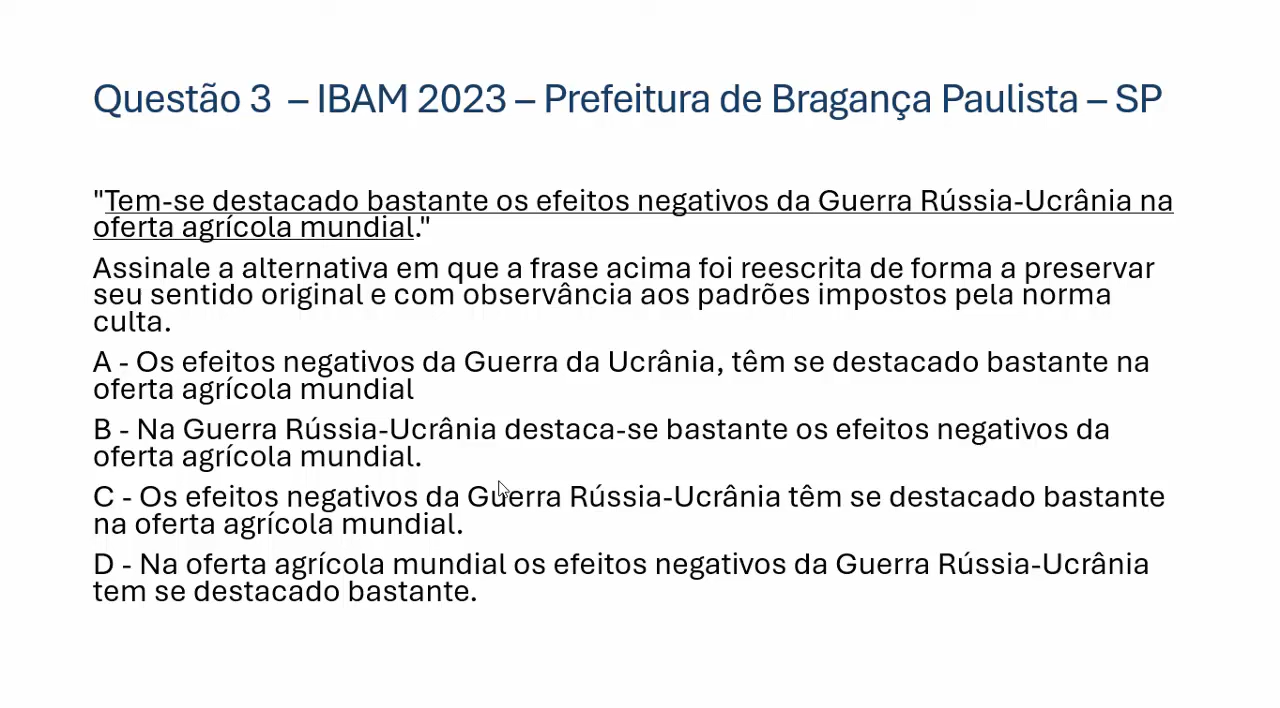 Questão 3 – IBAM 2023 – Prefeitura de Bragança Paulista – SP
"Tem-se destacado bastante os efeitos negativos da Guerra Rússia-Ucrânia na
oferta agrícola mundial."
Assinale a alternativa em que a frase acima foi reescrita de forma a preservar
seu sentido original e com observância aos padrões impostos pela norma
culta.
A - Os efeitos negativos da Guerra da Ucrânia, têm se destacado bastante na
oferta agrícola mundial
B - Na Guerra Rússia-Ucrânia destaca-se bastante os efeitos negativos da
oferta agrícola mundial.
C - Os efeitos negativos da Guerra Rússia-Ucrânia têm se destacado bastante
na oferta agrícola mundial.
D - Na oferta agrícola mundial os efeitos negativos da Guerra Rússia-Ucrânia
tem se destacado bastante.